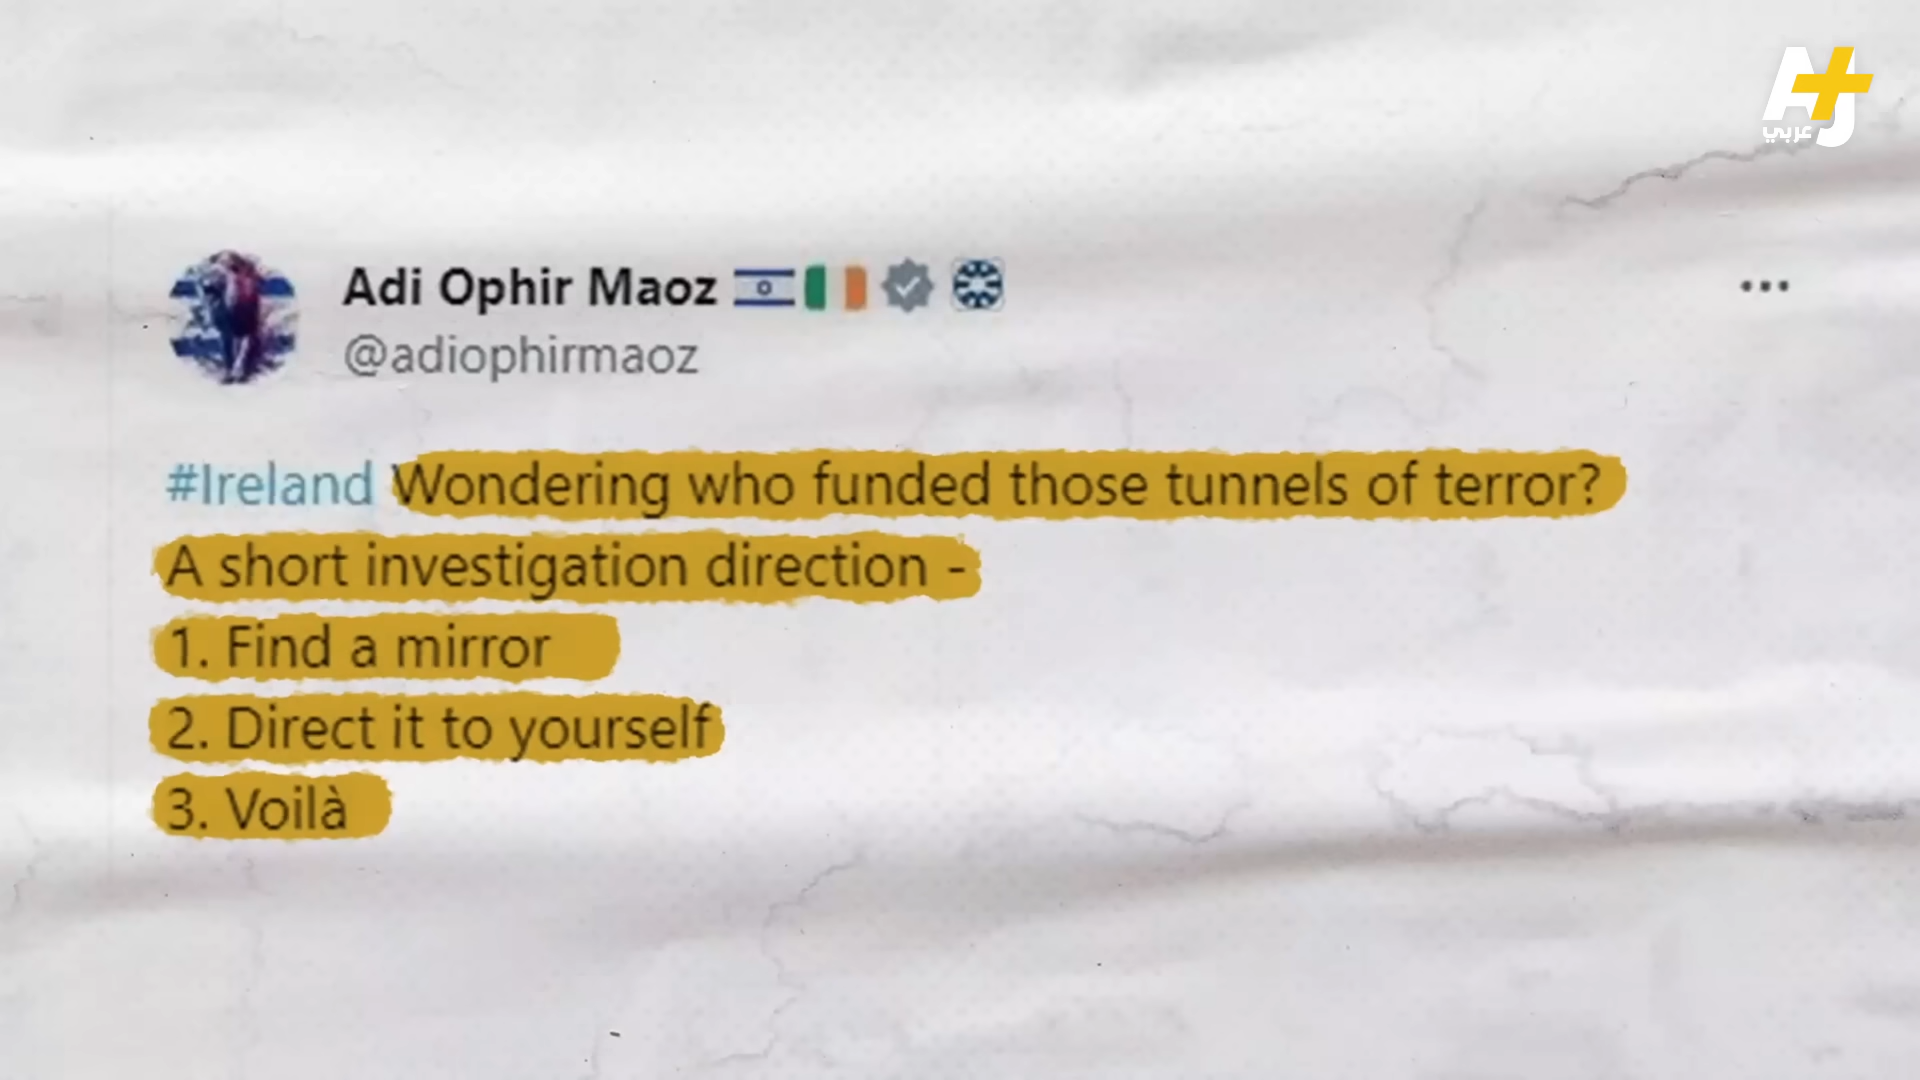 AJ+
عربي
Adi Ophir Maoz 🇮🇱🇮🇪
@adiophirmaoz
#Ireland Wondering who funded those tunnels of terror?
A short investigation direction -
1. Find a mirror
2. Direct it to yourself
3. Voilà